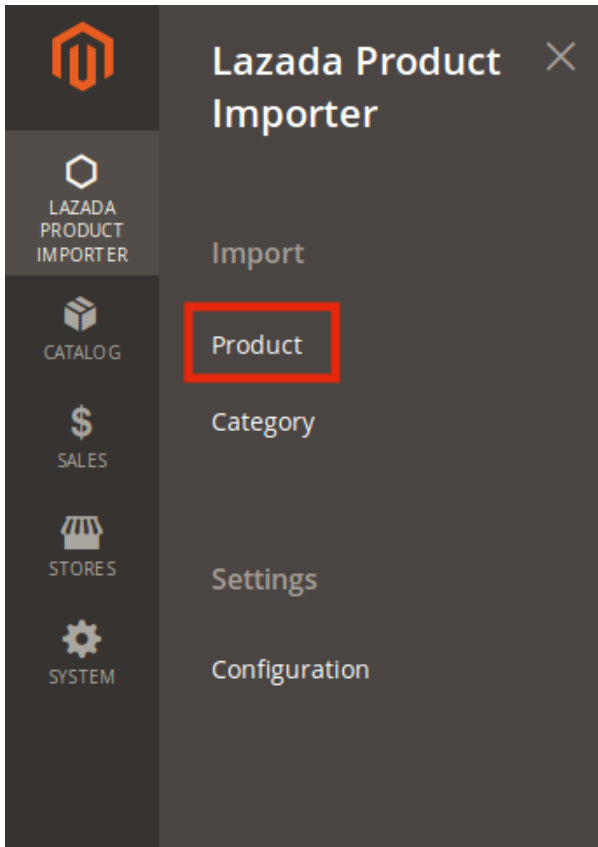 Lazada Product
Importer
LAZADA
PRODUCT
IMPORTER
CATALOG
$
SALES
STORES
SYSTEM
Import
Product
Category
Settings
Configuration